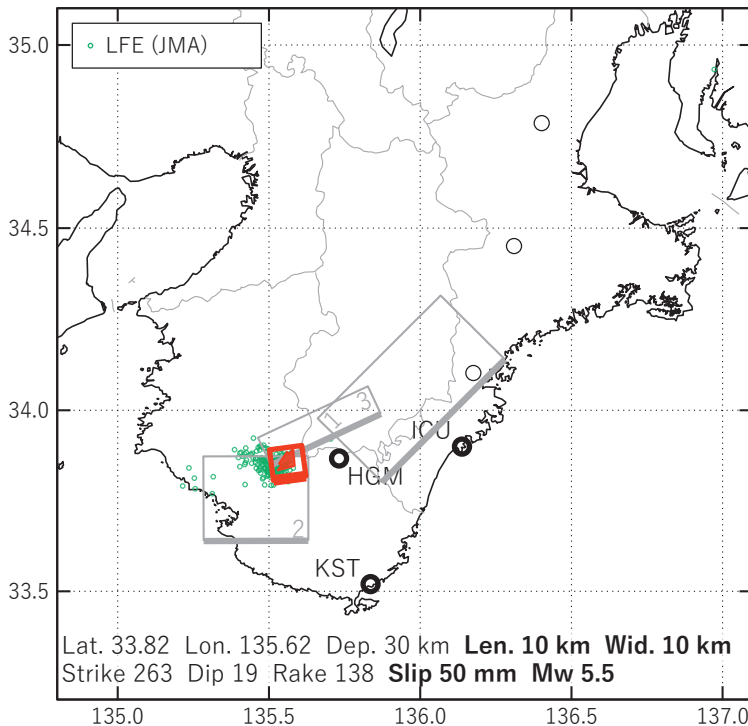 35.0
LFE (JMA)
34.5
34.0
3
1
ICU
HGM
2
33.5
KST
Lat. 33.82 Lon. 135.62 Dep. 30 km Len. 10 km Wid. 10 km
Strike 263 Dip 19 Rake 138 Slip 50 mm Mw 5.5
135.0 135.5 136.0 136.5 137.0